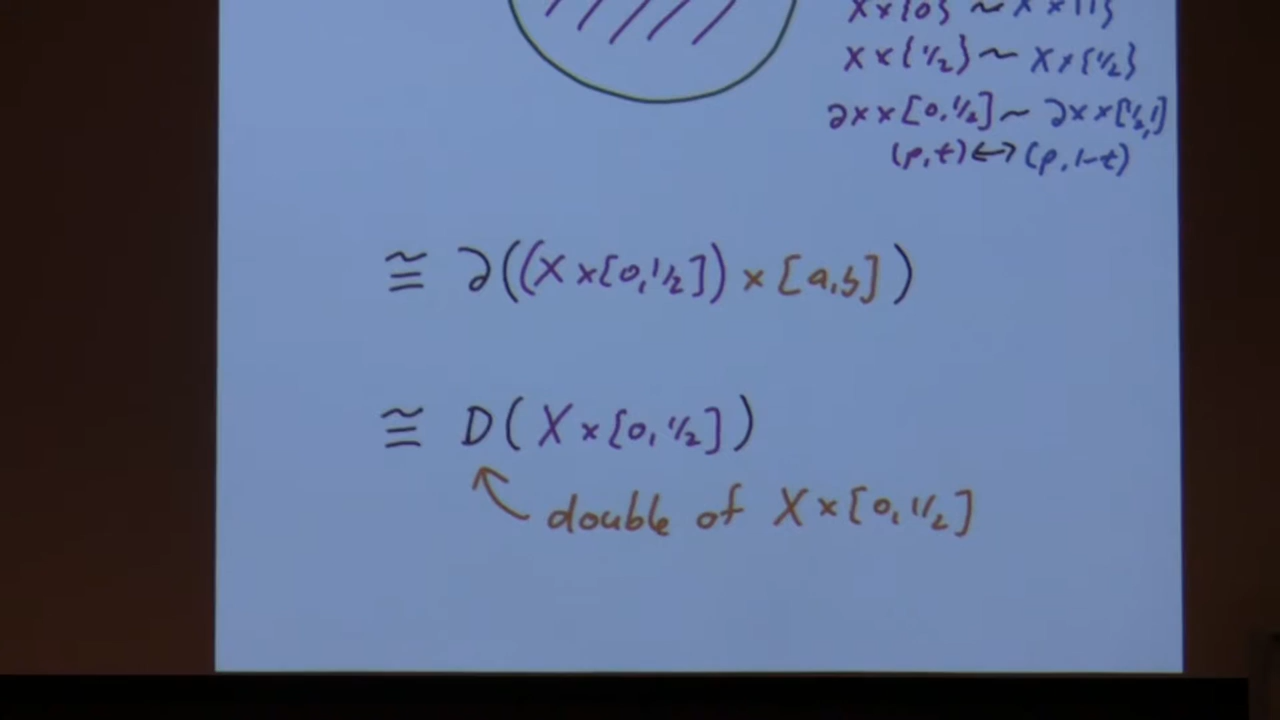 X×{0} ~ X×{1}
X×{1/2} ~ X×{1/2}
∂X×[0,1/2] ~ ∂X×[1/2,1]
(p,t)↔(p,1-t)
≅ ∂((X×[0,1/2])×[a,b])
≅ D(X×[0,1/2])
double of X×[0,1/2]